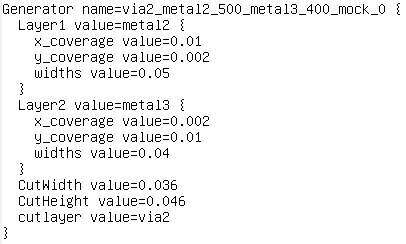 Generator name=via2_metal2_500_metal3_400_mock_0 {
  Layer1 value=metal2 {
    x_coverage value=0.01
    y_coverage value=0.002
    widths value=0.05
  }
  Layer2 value=metal3 {
    x_coverage value=0.002
    y_coverage value=0.01
    widths value=0.04
  }
  CutWidth value=0.036
  CutHeight value=0.046
  cutlayer value=via2
}